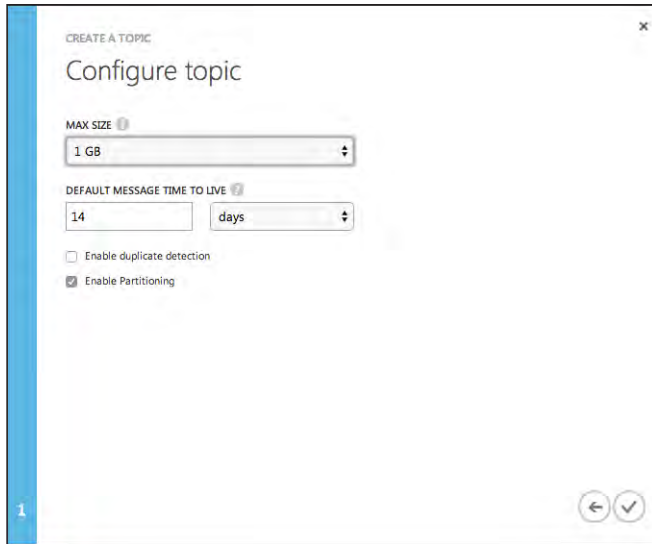 CREATE A TOPIC
Configure topic
MAX SIZE
1 GB
DEFAULT MESSAGE TIME TO LIVE
14 days
Enable duplicate detection
Enable Partitioning
1